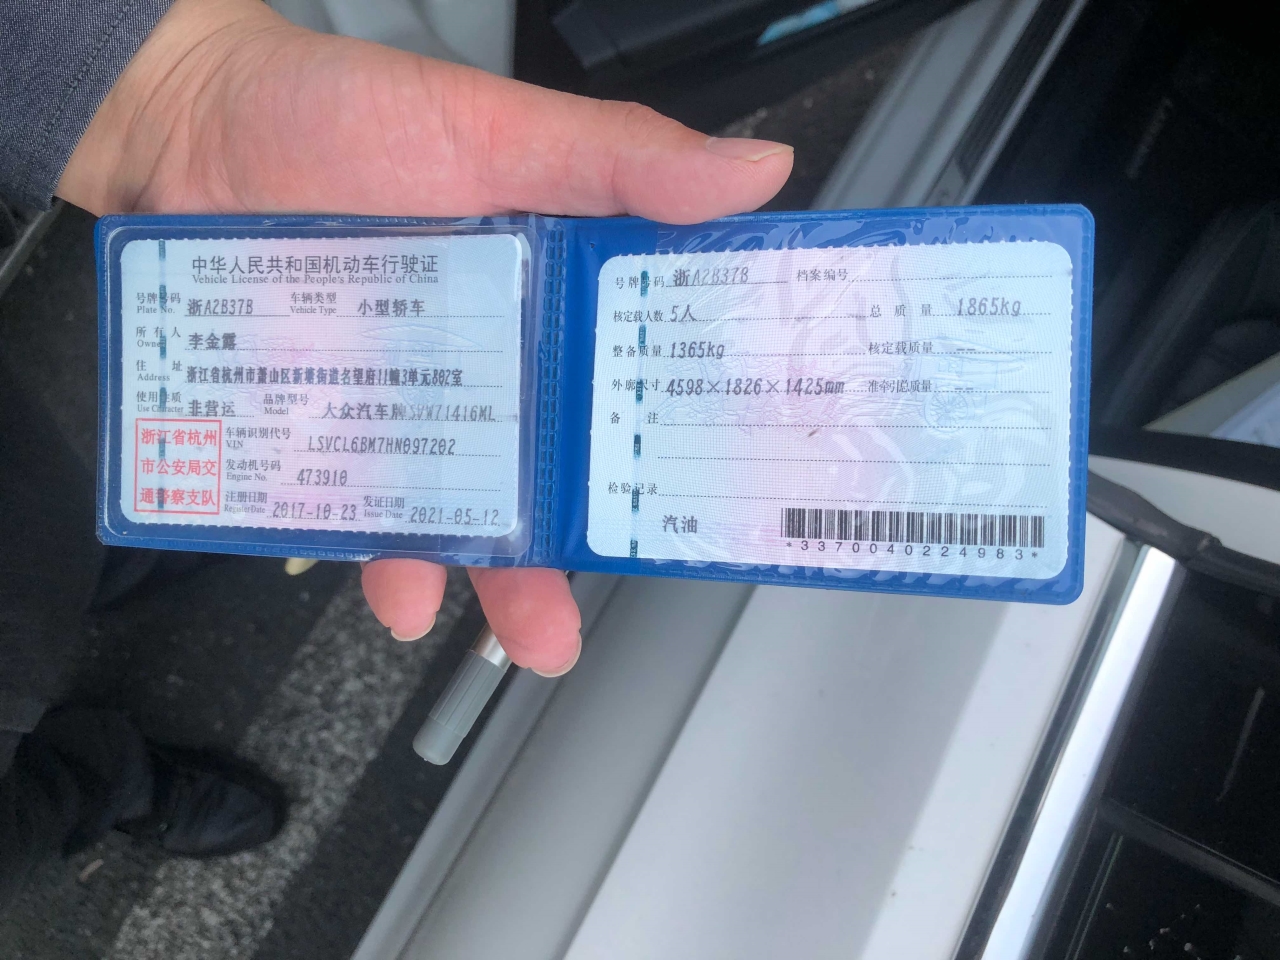 中华人民共和国机动车行驶证
Vehicle License of the People's Republic of China
号牌号码 浙A2B37B 车辆类型 小型轿车
Plate No. Vehicle Type
所有人 李金露
Owner
住址 浙江省杭州市萧山区新塘街道名望府11幢3单元802室
Address
使用性质 非营运 品牌型号 大众汽车牌SVW71416ML
Use Character Model
浙江省杭州
市公安局交
通警察支队
车辆识别代号 LSVCL6BM7HN097202
VIN
发动机号码 473910
Engine No.
注册日期 2017-10-23 发证日期 2021-05-12
Register Date Issue Date
号牌号码 浙A2B37B 档案编号
核定载人数 5人 总质量 1865kg
整备质量 1365kg 核定载质量 --
外廓尺寸 4598×1826×1425mm 准牵引总质量 --
备注
检验记录
汽油
*3370040224983*